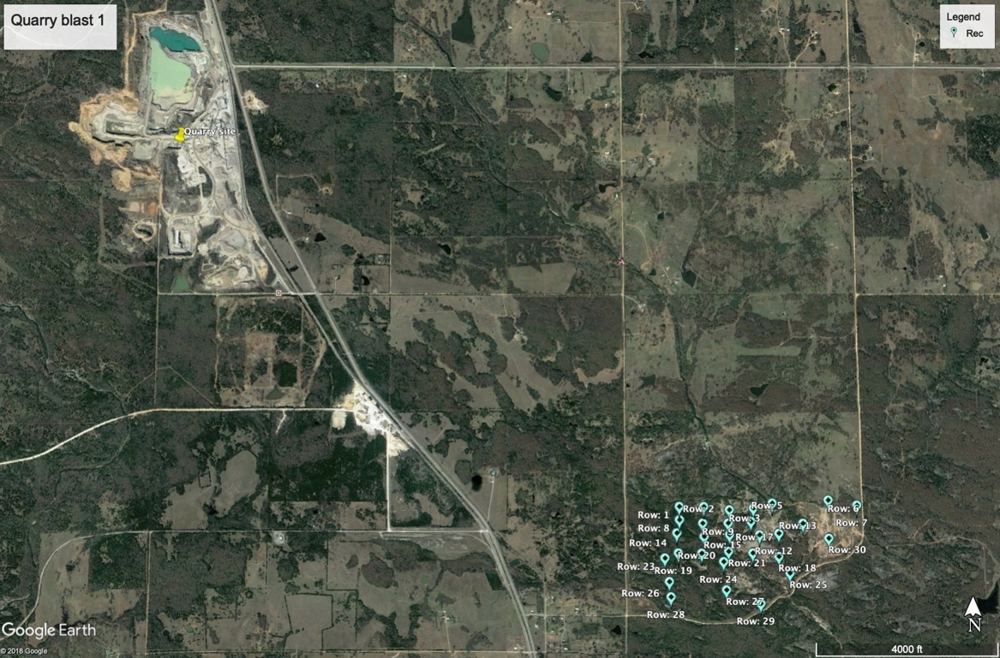 Quarry blast 1
Legend
Rec
Quarry site
Row: 5
Row: 2
Row: 6
Row: 1
Row: 3
Row: 7
Row: 8
Row: 9
Row: 13
Row: 17
Row: 14
Row: 15
Row: 30
Row: 12
Row: 20
Row: 21
Row: 23
Row: 19
Row: 18
Row: 24
Row: 25
Row: 26
Row: 27
Row: 28
Row: 29
Google Earth
© 2018 Google
N
4000 ft